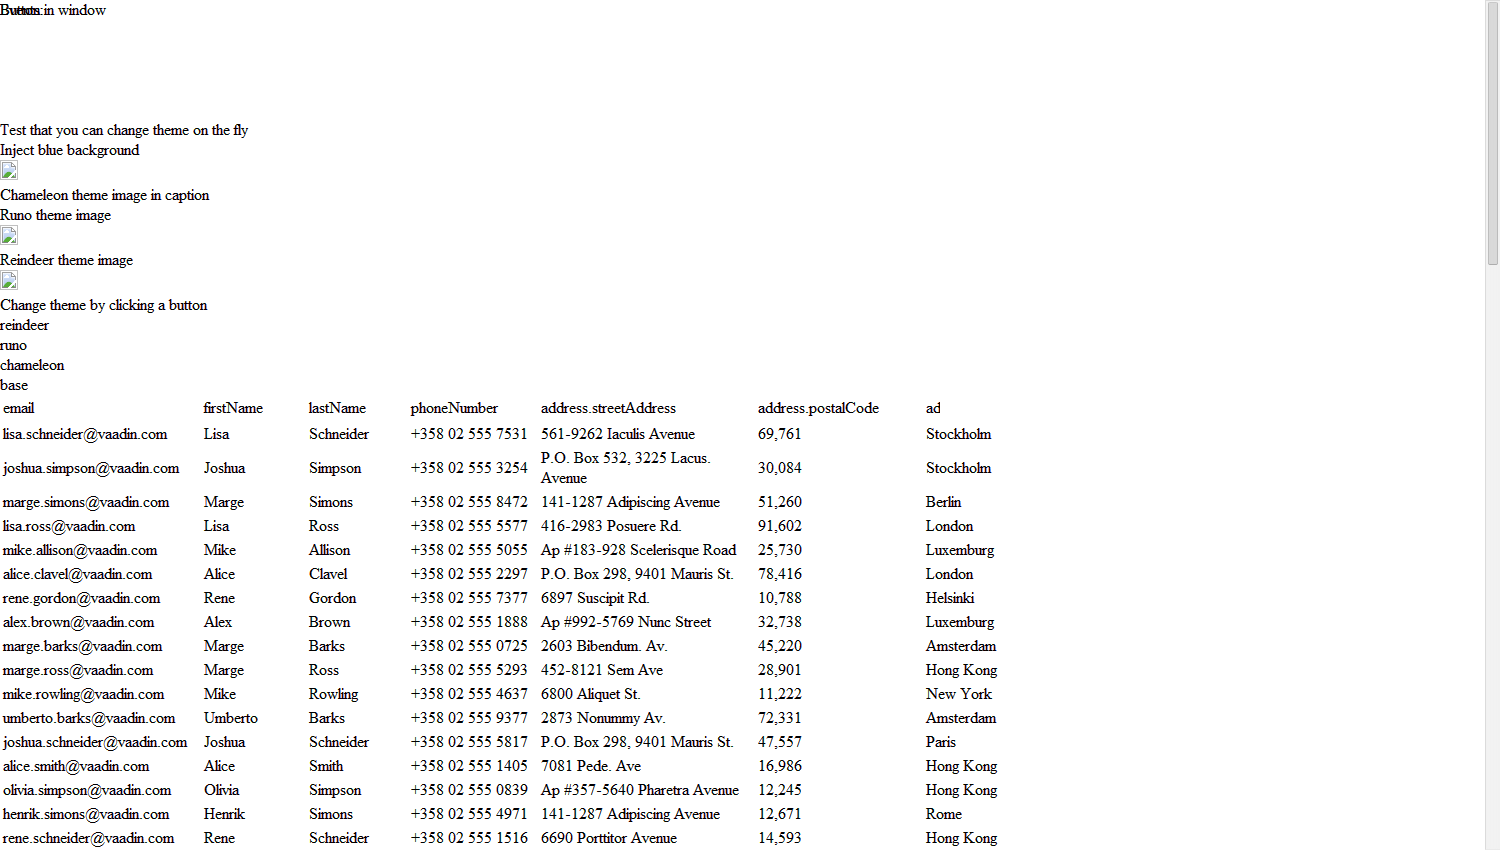 Button in window
Test that you can change theme on the fly
Inject blue background
Chameleon theme image in caption
Runo theme image
Reindeer theme image
Change theme by clicking a button
reindeer
runo
chameleon
base
email firstName lastName phoneNumber address.streetAddress address.postalCode ad
lisa.schneider@vaadin.com Lisa Schneider +358 02 555 7531 561-9262 Iaculis Avenue 69,761 Stockholm
joshua.simpson@vaadin.com Joshua Simpson +358 02 555 3254 P.O. Box 532, 3225 Lacus. Avenue 30,084 Stockholm
marge.simons@vaadin.com Marge Simons +358 02 555 8472 141-1287 Adipiscing Avenue 51,260 Berlin
lisa.ross@vaadin.com Lisa Ross +358 02 555 5577 416-2983 Posuere Rd. 91,602 London
mike.allison@vaadin.com Mike Allison +358 02 555 5055 Ap #183-928 Scelerisque Road 25,730 Luxemburg
alice.clavel@vaadin.com Alice Clavel +358 02 555 2297 P.O. Box 298, 9401 Mauris St. 78,416 London
rene.gordon@vaadin.com Rene Gordon +358 02 555 7377 6897 Suscipit Rd. 10,788 Helsinki
alex.brown@vaadin.com Alex Brown +358 02 555 1888 Ap #992-5769 Nunc Street 32,738 Luxemburg
marge.barks@vaadin.com Marge Barks +358 02 555 0725 2603 Bibendum. Av. 45,220 Amsterdam
marge.ross@vaadin.com Marge Ross +358 02 555 5293 452-8121 Sem Ave 28,901 Hong Kong
mike.rowling@vaadin.com Mike Rowling +358 02 555 4637 6800 Aliquet St. 11,222 New York
umberto.barks@vaadin.com Umberto Barks +358 02 555 9377 2873 Nonummy Av. 72,331 Amsterdam
joshua.schneider@vaadin.com Joshua Schneider +358 02 555 5817 P.O. Box 298, 9401 Mauris St. 47,557 Paris
alice.smith@vaadin.com Alice Smith +358 02 555 1405 7081 Pede. Ave 16,986 Hong Kong
olivia.simpson@vaadin.com Olivia Simpson +358 02 555 0839 Ap #357-5640 Pharetra Avenue 12,245 Hong Kong
henrik.simons@vaadin.com Henrik Simons +358 02 555 4971 141-1287 Adipiscing Avenue 12,671 Rome
rene.schneider@vaadin.com Rene Schneider +358 02 555 1516 6690 Porttitor Avenue 14,593 Hong Kong